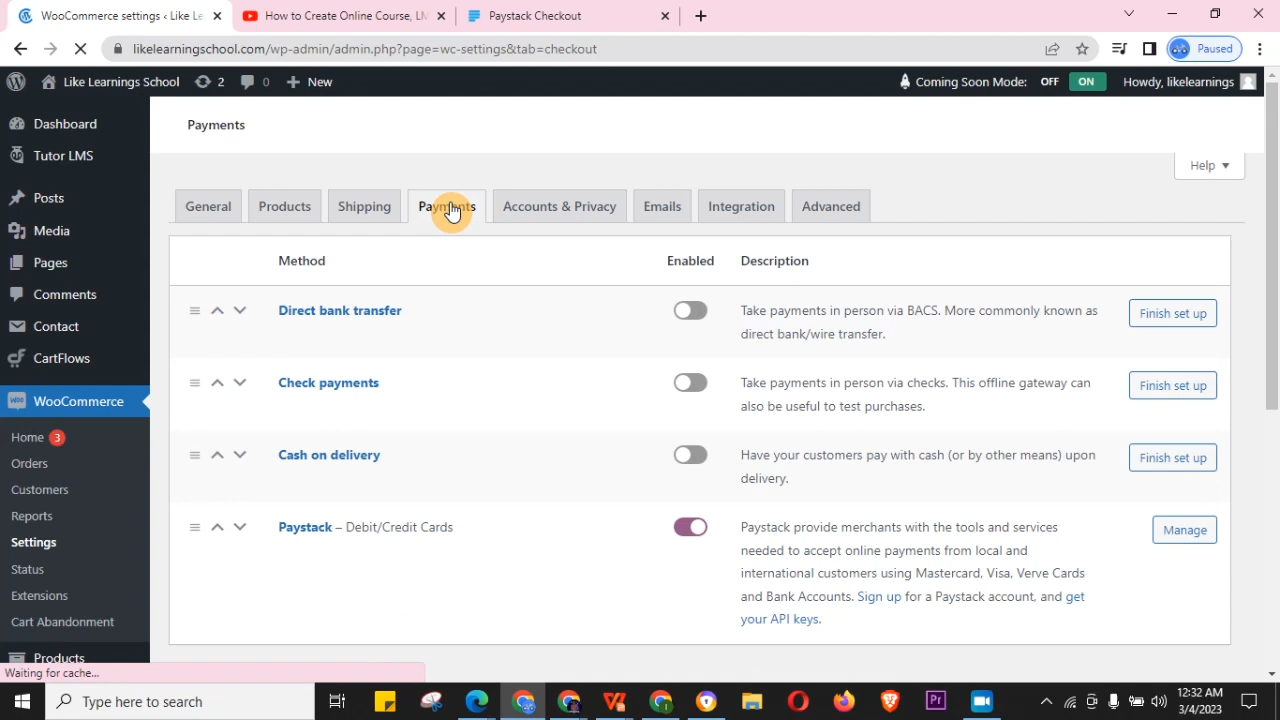 WooCommerce settings ‹ Like Le
How to Create Online Course, LM
Paystack Checkout
likelearningschool.com/wp-admin/admin.php?page=wc-settings&tab=checkout
Paused
Like Learnings School
2
0
New
Coming Soon Mode:
OFF
ON
Howdy, likelearnings
Dashboard
Tutor LMS
Posts
Media
Pages
Comments
Contact
CartFlows
WooCommerce
Home 3
Orders
Customers
Reports
Settings
Status
Extensions
Cart Abandonment
Products
Payments
Help
General
Products
Shipping
Payments
Accounts & Privacy
Emails
Integration
Advanced
Method
Enabled
Description
Direct bank transfer
Take payments in person via BACS. More commonly known as
direct bank/wire transfer.
Finish set up
Check payments
Take payments in person via checks. This offline gateway can
also be useful to test purchases.
Finish set up
Cash on delivery
Have your customers pay with cash (or by other means) upon
delivery.
Finish set up
Paystack – Debit/Credit Cards
Paystack provide merchants with the tools and services
needed to accept online payments from local and
international customers using Mastercard, Visa, Verve Cards
and Bank Accounts. Sign up for a Paystack account, and get
your API keys.
Manage
Waiting for cache...
Type here to search
12:32 AM
3/4/2023